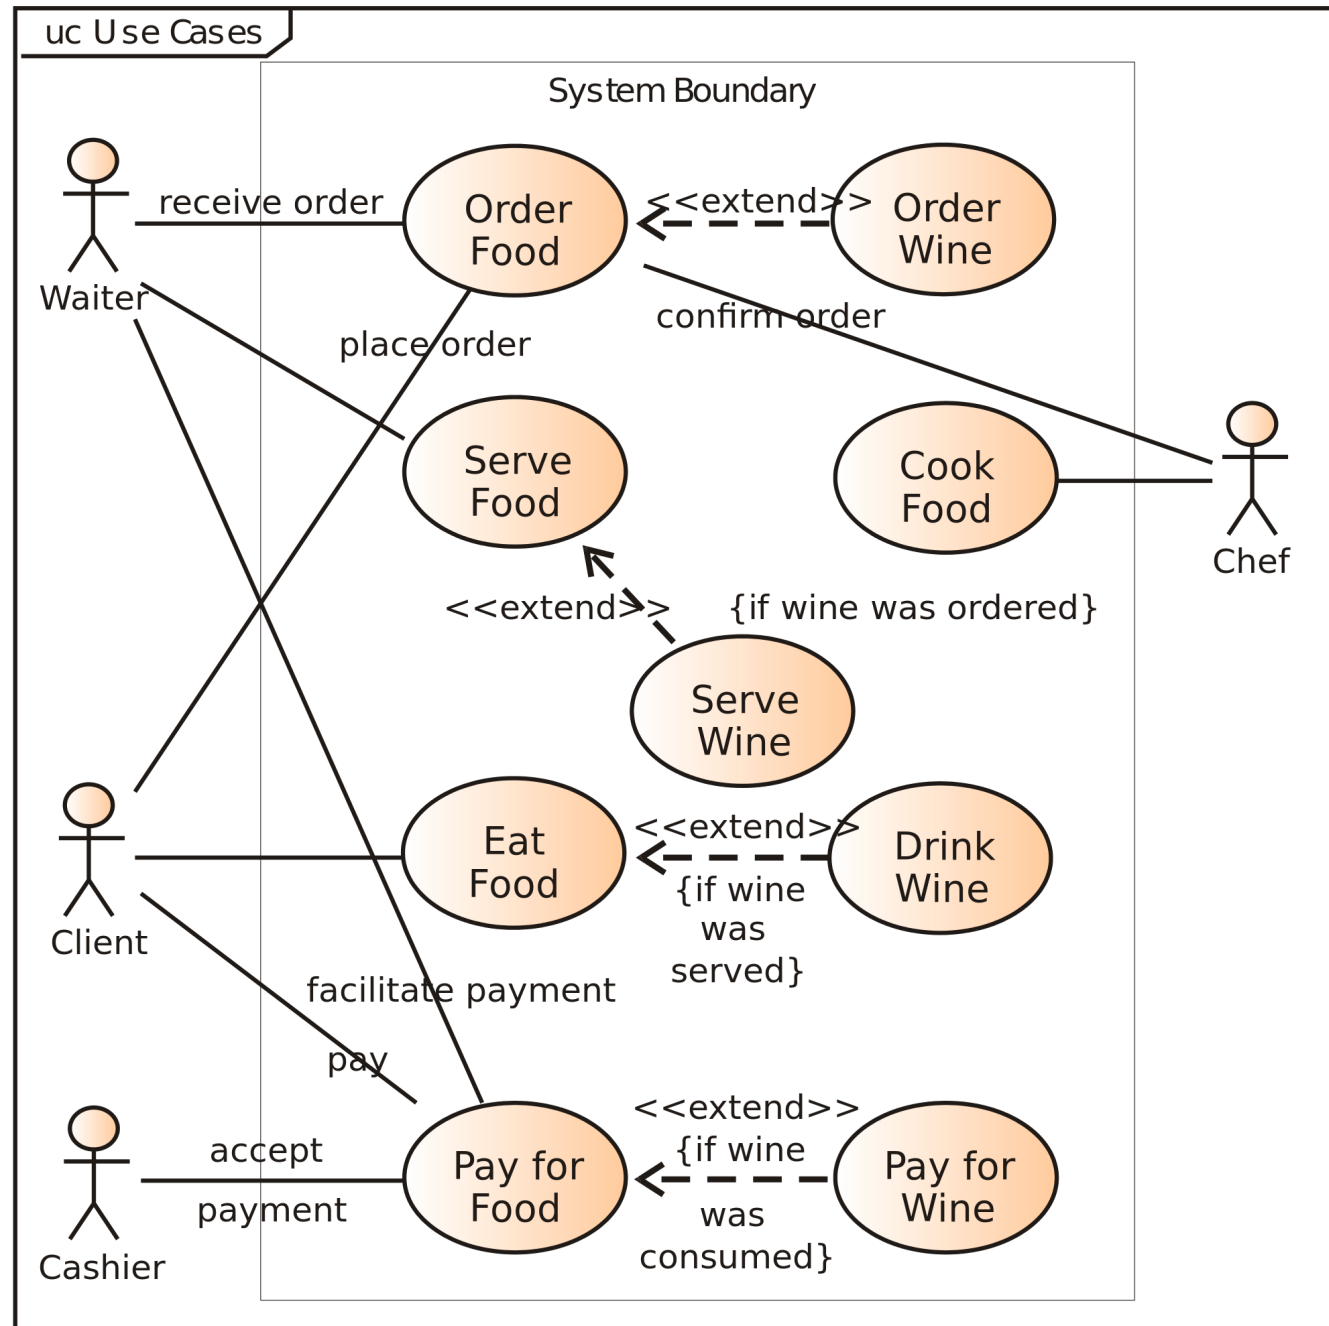 uc Use Cases
System Boundary
receive order
Order
Food
<<extend>>
Order
Wine
Waiter
place order
confirm order
Serve
Food
Cook
Food
Chef
<<extend>>
{if wine was ordered}
Serve
Wine
Client
Eat
Food
<<extend>>
{if wine
was
served}
Drink
Wine
facilitate payment
pay
Cashier
accept
payment
Pay for
Food
<<extend>>
{if wine
was
consumed}
Pay for
Wine